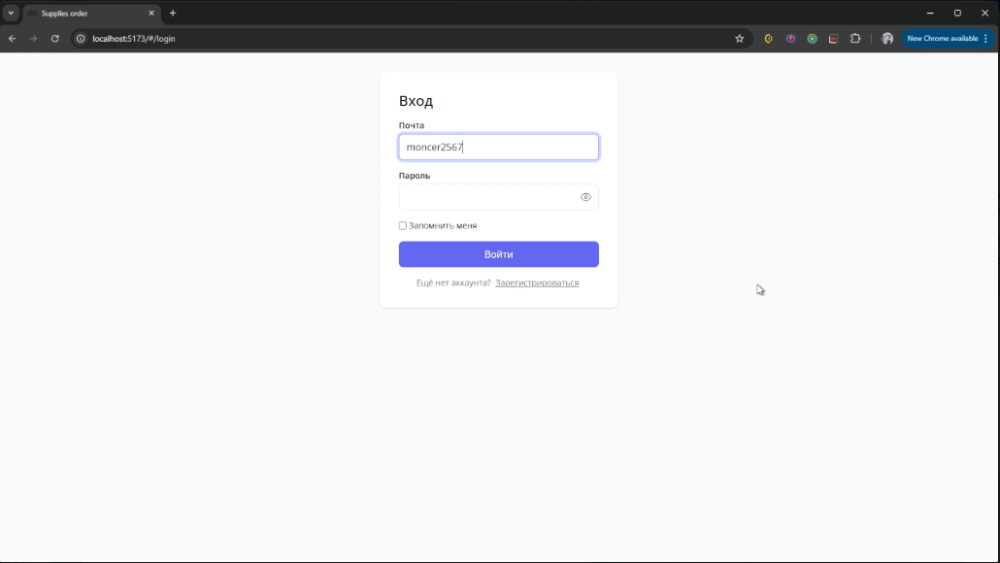 Supplies order
localhost:5173/#/login
New Chrome available
Вход
Почта
moncer2567
Пароль
Запомнить меня
Войти
Ещё нет аккаунта? Зарегистрироваться